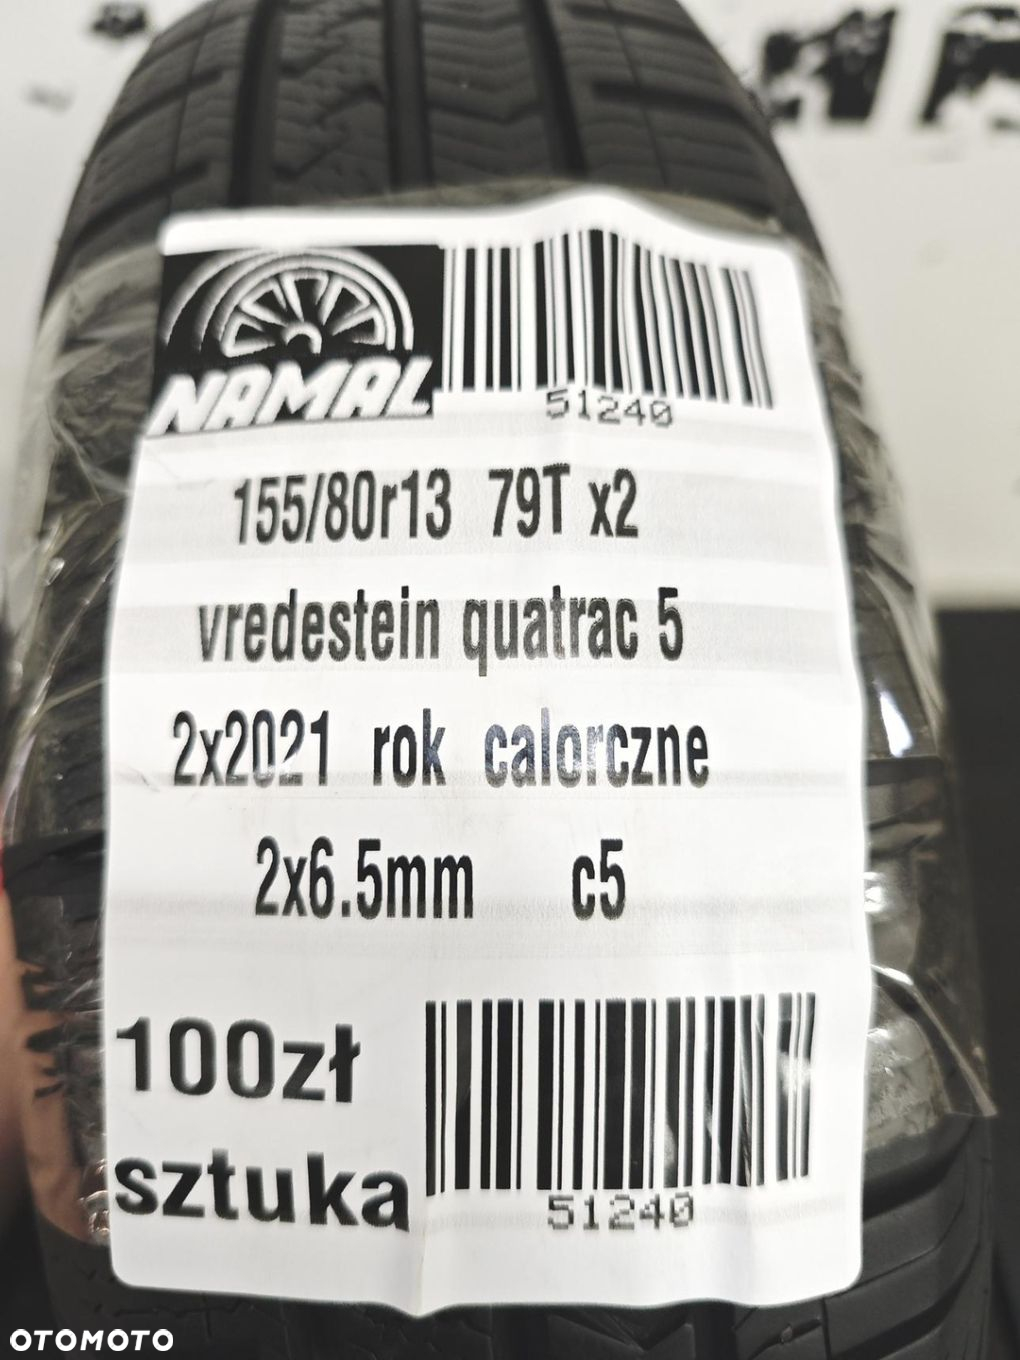 NAMAL
51240
155/80r13 79T x2
vredestein quatrac 5
2x2021 rok calorczne
2x6.5mm c5
100zł
sztuka
51240
OTOMOTO